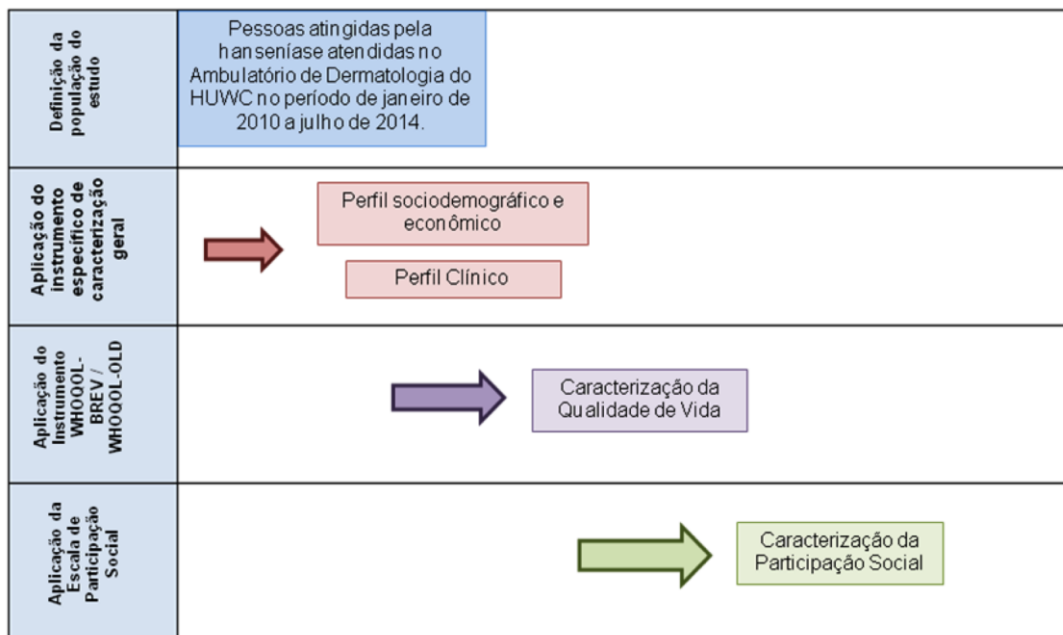 Definição da
população do
estudo
Pessoas atingidas pela
hanseníase atendidas no
Ambulatório de Dermatologia do
HUWC no período de janeiro de
2010 a julho de 2014.
Aplicação do
instrumento
específico de
caracterização
geral
Perfil sociodemográfico e
econômico
Perfil Clínico
Aplicação do
Instrumento
WHOQOL-
BREV /
WHOQOL-OLD
Caracterização da
Qualidade de Vida
Aplicação da
Escala de
Participação
Social
Caracterização da
Participação Social